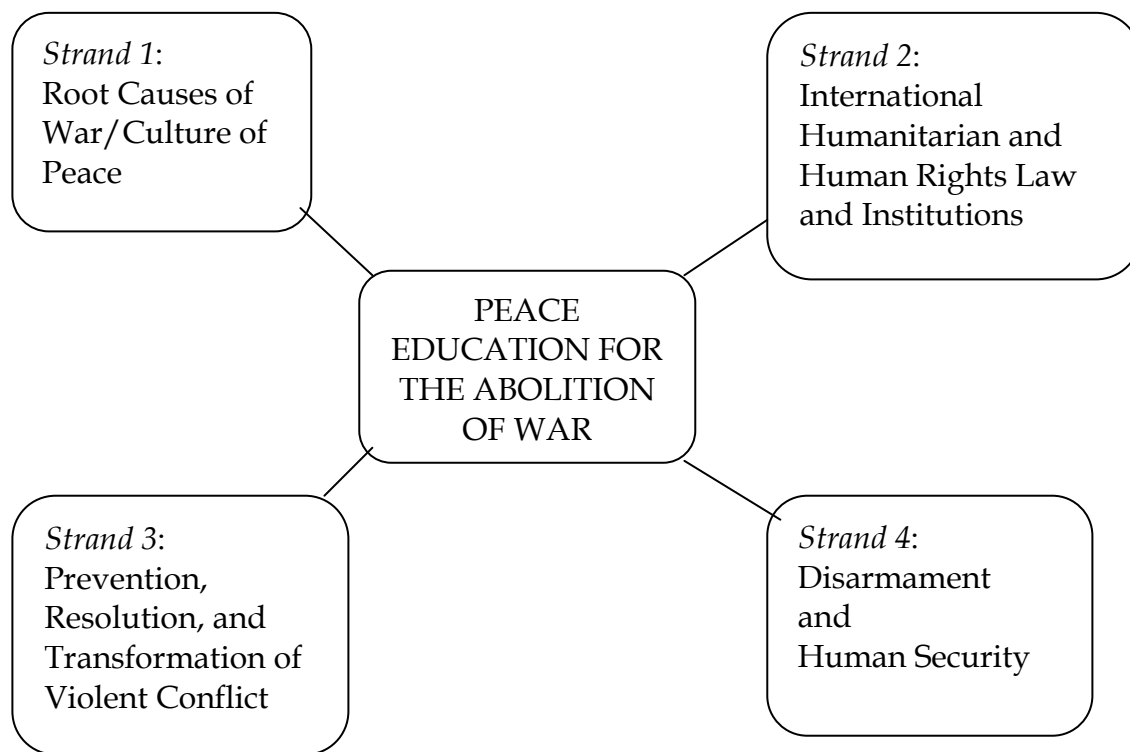 Strand 1:
Root Causes of
War/Culture of
Peace
Strand 2:
International
Humanitarian and
Human Rights Law
and Institutions
PEACE
EDUCATION FOR
THE ABOLITION
OF WAR
Strand 3:
Prevention,
Resolution, and
Transformation of
Violent Conflict
Strand 4:
Disarmament
and
Human Security